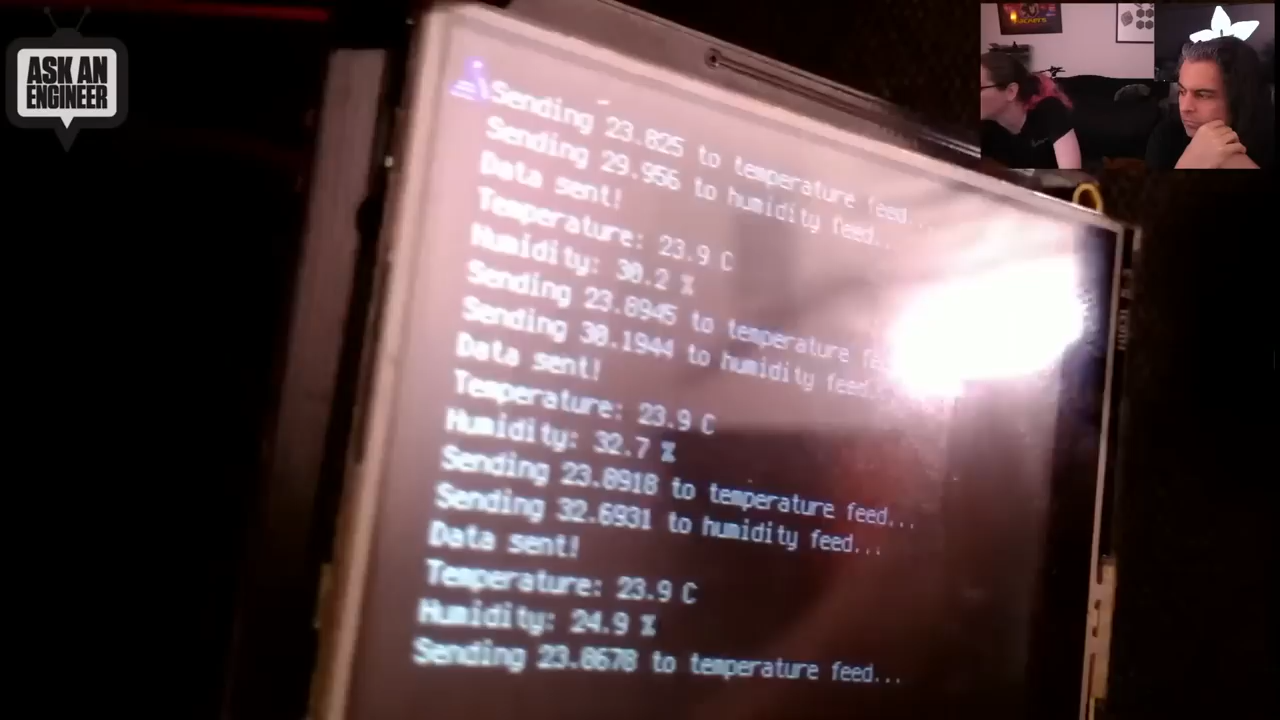 ASK AN
ENGINEER
Sending 23.825 to temperature feed...
Sending 29.956 to humidity feed...
Data sent!
Temperature: 23.9 C
Humidity: 30.2 %
Sending 23.8945 to temperature
Sending 30.1944 to humidity feed...
Data sent!
Temperature: 23.9 C
Humidity: 32.7 %
Sending 23.8918 to temperature feed...
Sending 32.6931 to humidity feed...
Data sent!
Temperature: 23.9 C
Humidity: 24.9 %
Sending 23.8678 to temperature feed...